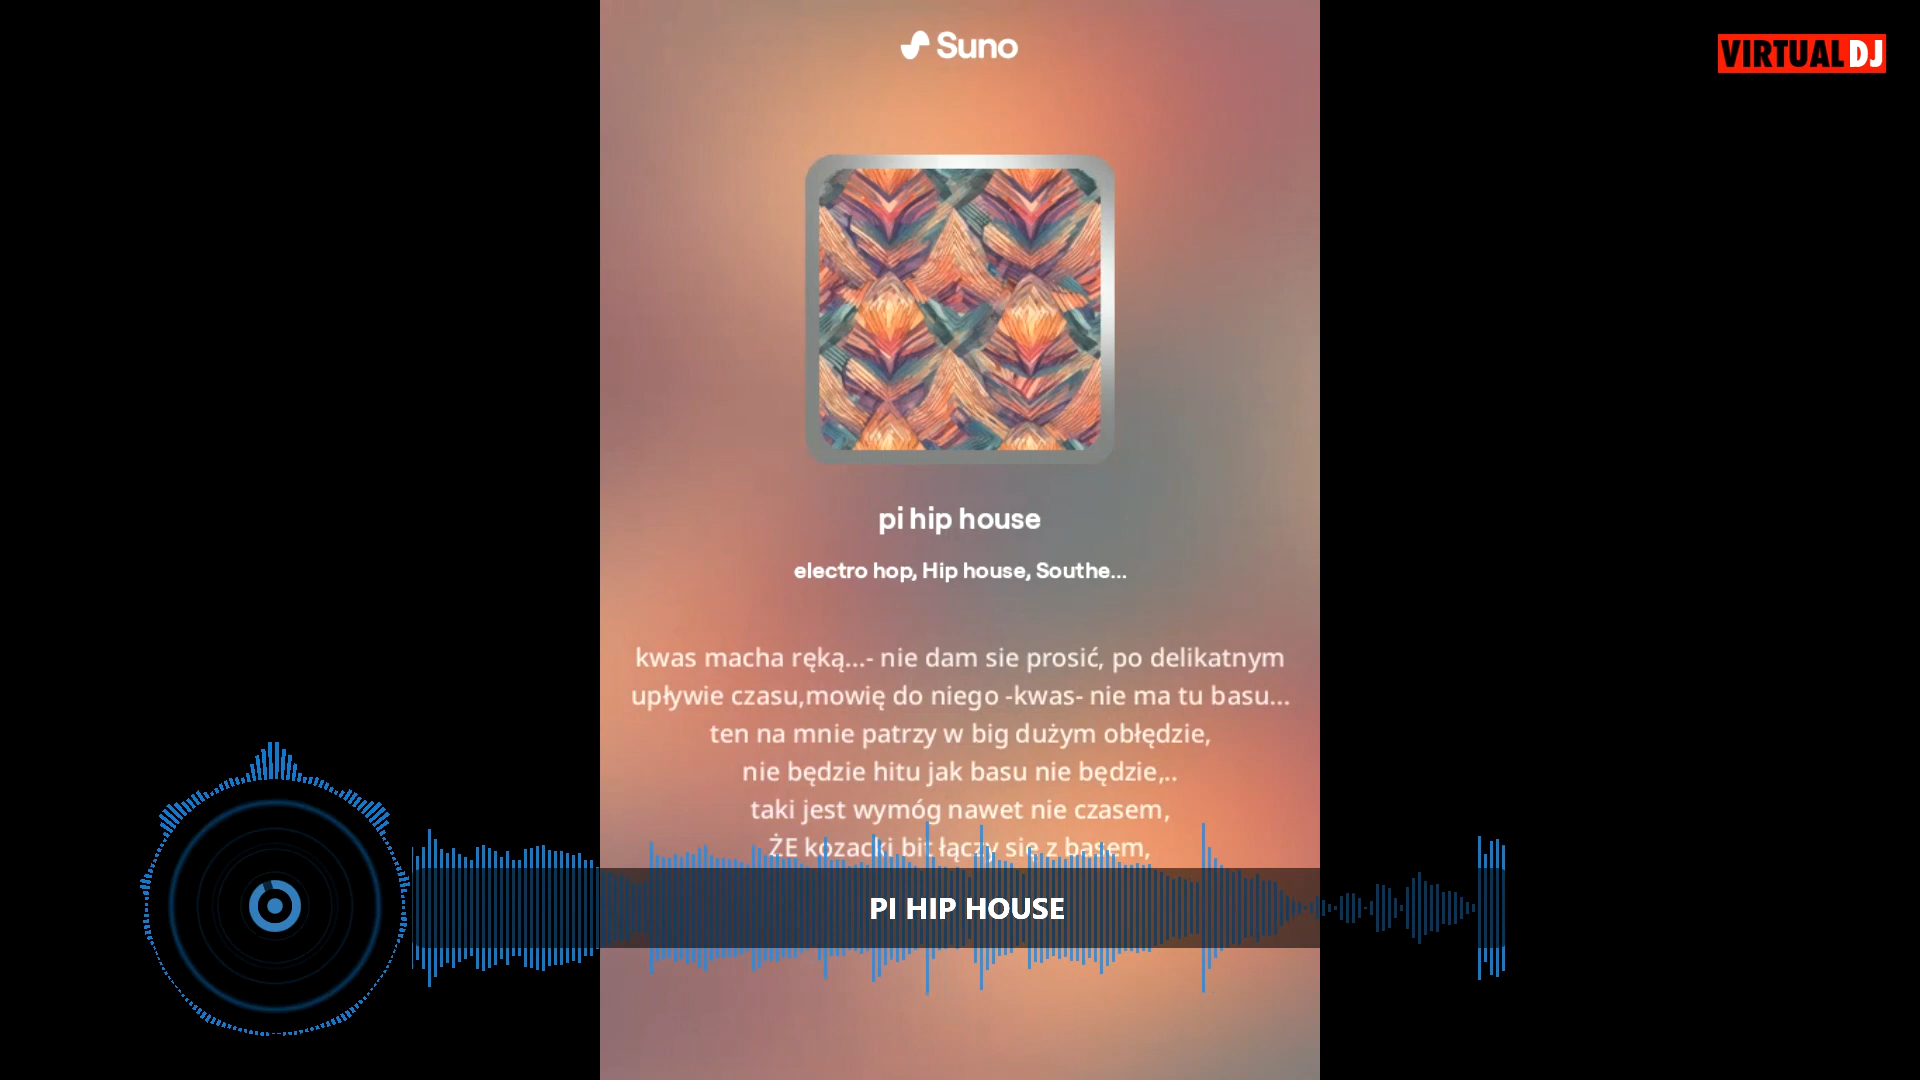 Suno
VIRTUAL DJ
pi hip house
electro hop, Hip house, Southe...
kwas macha ręką...- nie dam sie prosić, po delikatnym
upływie czasu,mowię do niego -kwas- nie ma tu basu...
ten na mnie patrzy w big dużym obłędzie,
nie będzie hitu jak basu nie będzie,..
taki jest wymóg nawet nie czasem,
ŻE kozacki bit łączy się z basem,
PI HIP HOUSE